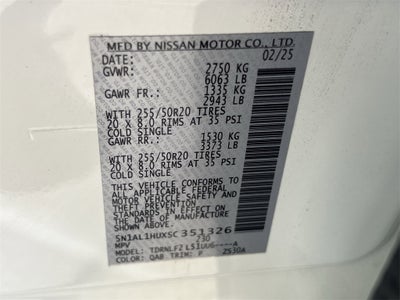 MFD BY NISSAN MOTOR CO., LTD.
DATE: 02/25
GVWR: 2750 KG
6063 LB
GAWR FR.: 1335 KG
2943 LB
WITH 255/50R20 TIRES
20 X 8.0 RIMS AT 35 PSI
COLD SINGLE
GAWR RR.: 1530 KG
3373 LB
WITH 255/50R20 TIRES
20 X 8.0 RIMS AT 35 PSI
COLD SINGLE
THIS VEHICLE CONFORMS TO ALL
APPLICABLE FEDERAL MOTOR
VEHICLE SAFETY STANDARDS IN
EFFECT ON THE DATE OF
MANUFACTURE SHOWN ABOVE.
5N1AL1HUXSC351326
MPV 230
MODEL:
COLOR: QAB TRIM: P